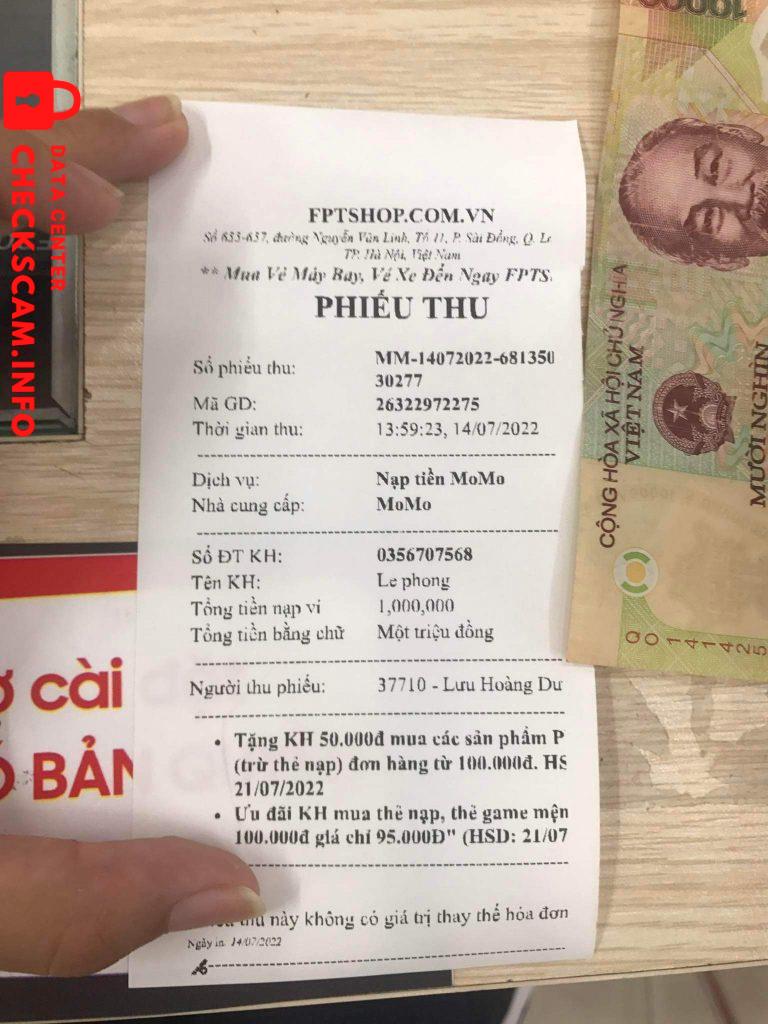 FPTSHOP.COM.VN
Số 655-657, đường Nguyễn Văn Linh, Tổ 11, P. Sài Đồng, Q.
TP. Hà Nội, Việt Nam
** Mua Vé Máy Bay, Vé Xe Đến Ngay FPTS.
PHIẾU THU
Số phiếu thu: MM-14072022-681350
30277
Mã GD: 26322972275
Thời gian thu: 13:59:23, 14/07/2022
Dịch vụ: Nạp tiền MoMo
Nhà cung cấp: MoMo
Số ĐT KH: 0356707568
Tên KH: Le phong
Tổng tiền nạp ví 1,000,000
Tổng tiền bằng chữ Một triệu đồng
Người thu phiếu: 37710 - Lưu Hoàng Dư
• Tặng KH 50.000đ mua các sản phẩm P
(trừ thẻ nạp) đơn hàng từ 100.000đ. HS
21/07/2022
• Ưu đãi KH mua thẻ nạp, thẻ game mện
100.000đ giá chỉ 95.000Đ" (HSD: 21/07
thu này không có giá trị thay thế hóa đơn
Ngày in: 14/07/2022
DATA CENTER
CHECKSCAM.INFO
CỘNG HÒA XÃ HỘI CHỦ NGHĨA
VIỆT NAM
MƯỜI NGHÌN
QO 141425
cài
BẢN